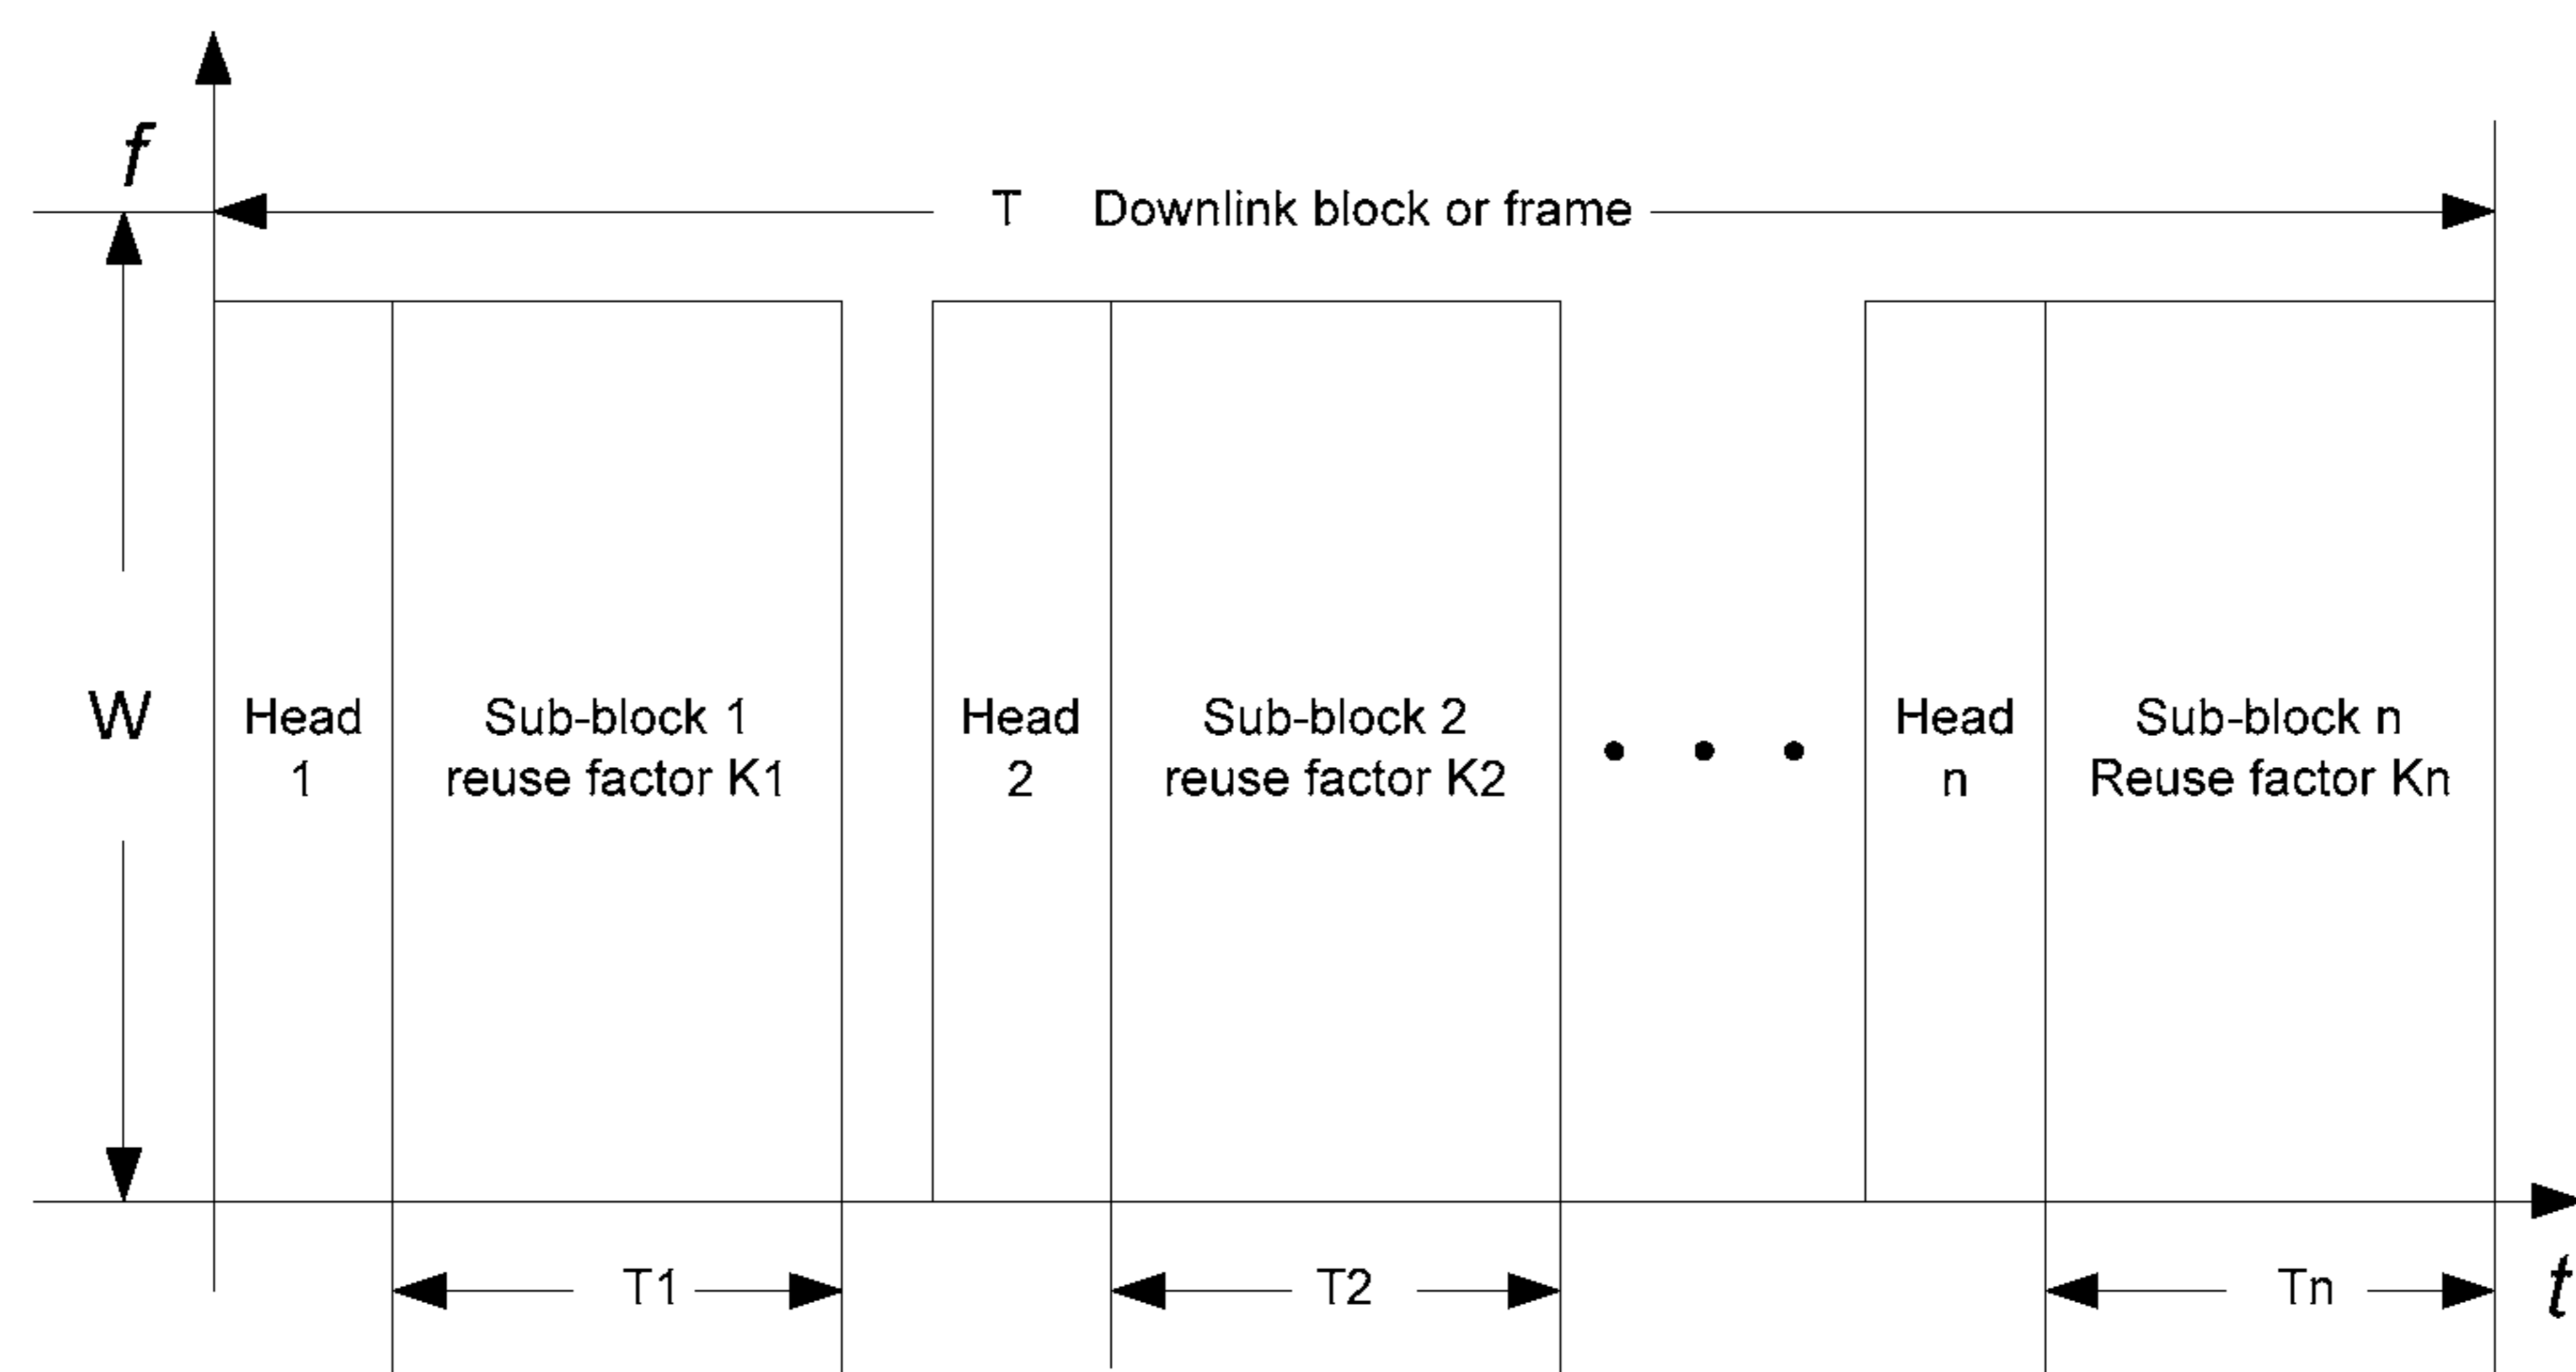 f
T Downlink block or frame
W
Head
1
Sub-block 1
reuse factor K1
Head
2
Sub-block 2
reuse factor K2
Head
n
Sub-block n
Reuse factor Kn
T1
T2
Tn
t